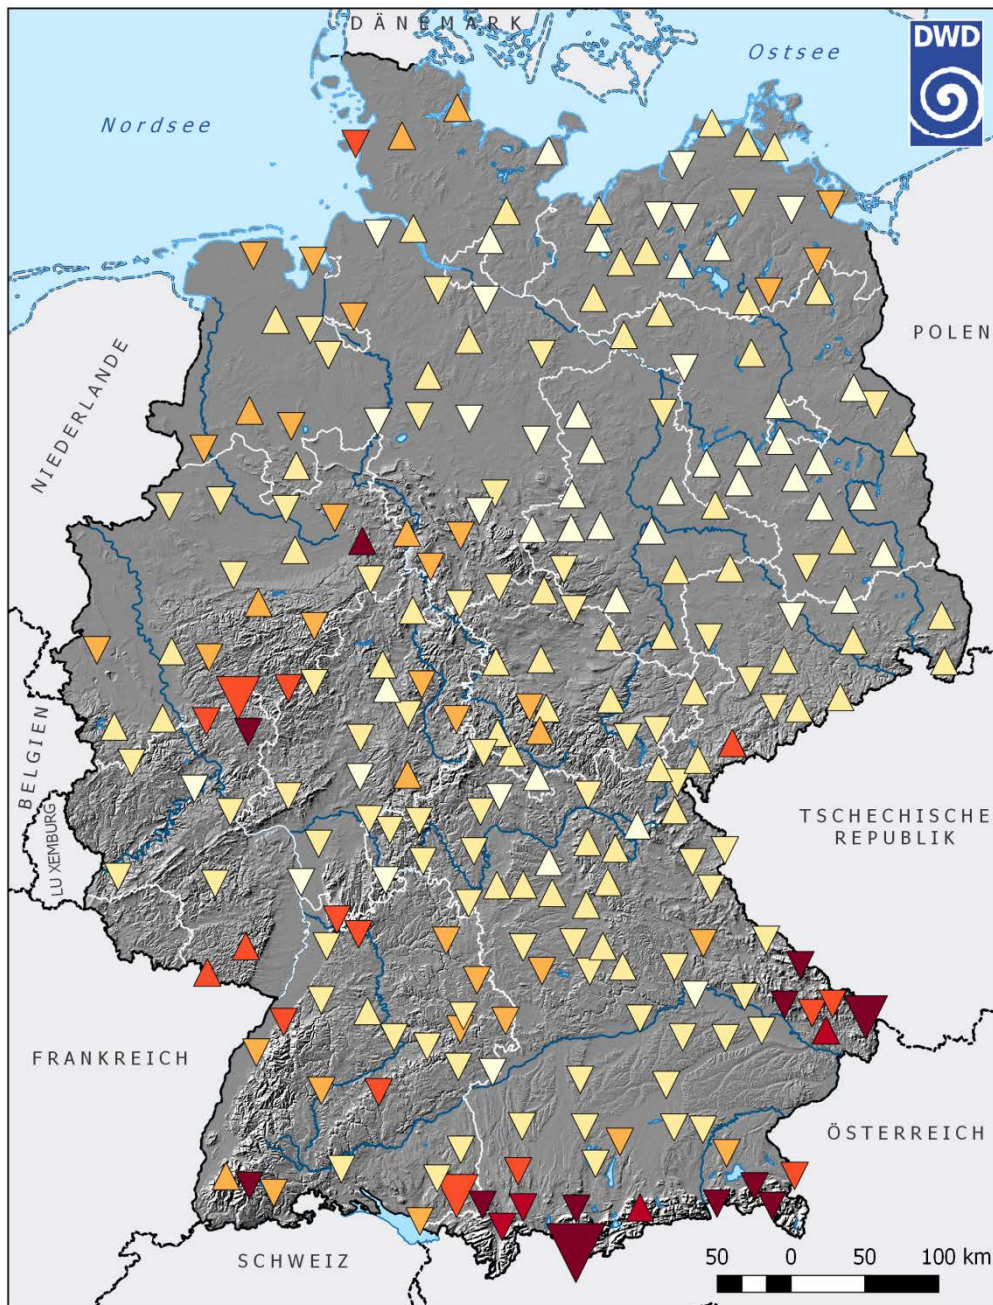 DÄNEMARK
Ostsee
DWD
Nordsee
POLEN
NIEDERLANDE
BELGIEN
LUXEMBURG
TSCHECHISCHE
REPUBLIK
FRANKREICH
ÖSTERREICH
SCHWEIZ
50 0 50 100 km